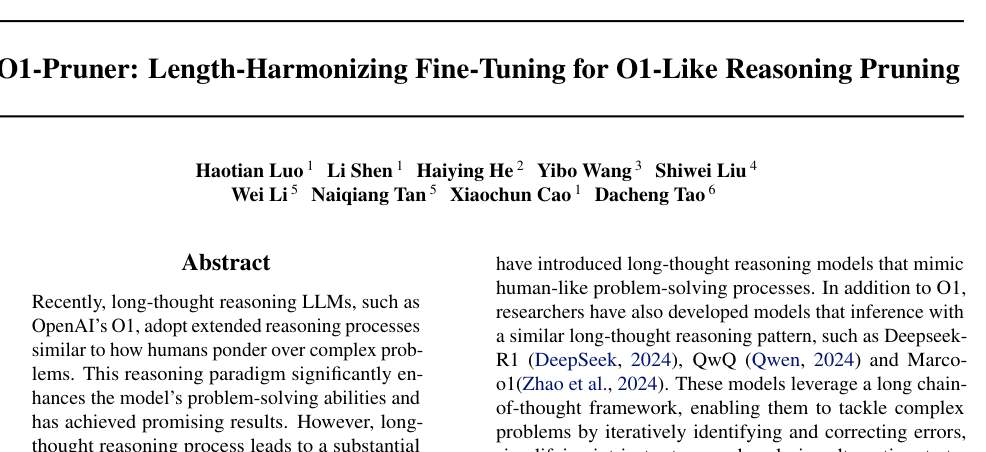 O1-Pruner: Length-Harmonizing Fine-Tuning for O1-Like Reasoning Pruning
Haotian Luo 1 Li Shen 1 Haiying He 2 Yibo Wang 3 Shiwei Liu 4
Wei Li 5 Naiqiang Tan 5 Xiaochun Cao 1 Dacheng Tao 6
Abstract
Recently, long-thought reasoning LLMs, such as
OpenAI's O1, adopt extended reasoning processes
similar to how humans ponder over complex prob-
lems. This reasoning paradigm significantly en-
hances the model's problem-solving abilities and
has achieved promising results. However, long-
thought reasoning process leads to a substantial
have introduced long-thought reasoning models that mimic
human-like problem-solving processes. In addition to O1,
researchers have also developed models that inference with
a similar long-thought reasoning pattern, such as Deepseek-
R1 (DeepSeek, 2024), QwQ (Qwen, 2024) and Marco-
o1(Zhao et al., 2024). These models leverage a long chain-
of-thought framework, enabling them to tackle complex
problems by iteratively identifying and correcting errors,